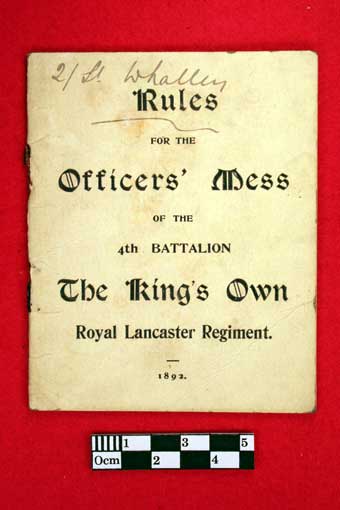 2/ Lt Whalley
Rules
FOR THE
Officers' Mess
OF THE
4th BATTALION
The King's Own
Royal Lancaster Regiment.
1892.
1 3 5
0cm 2 4